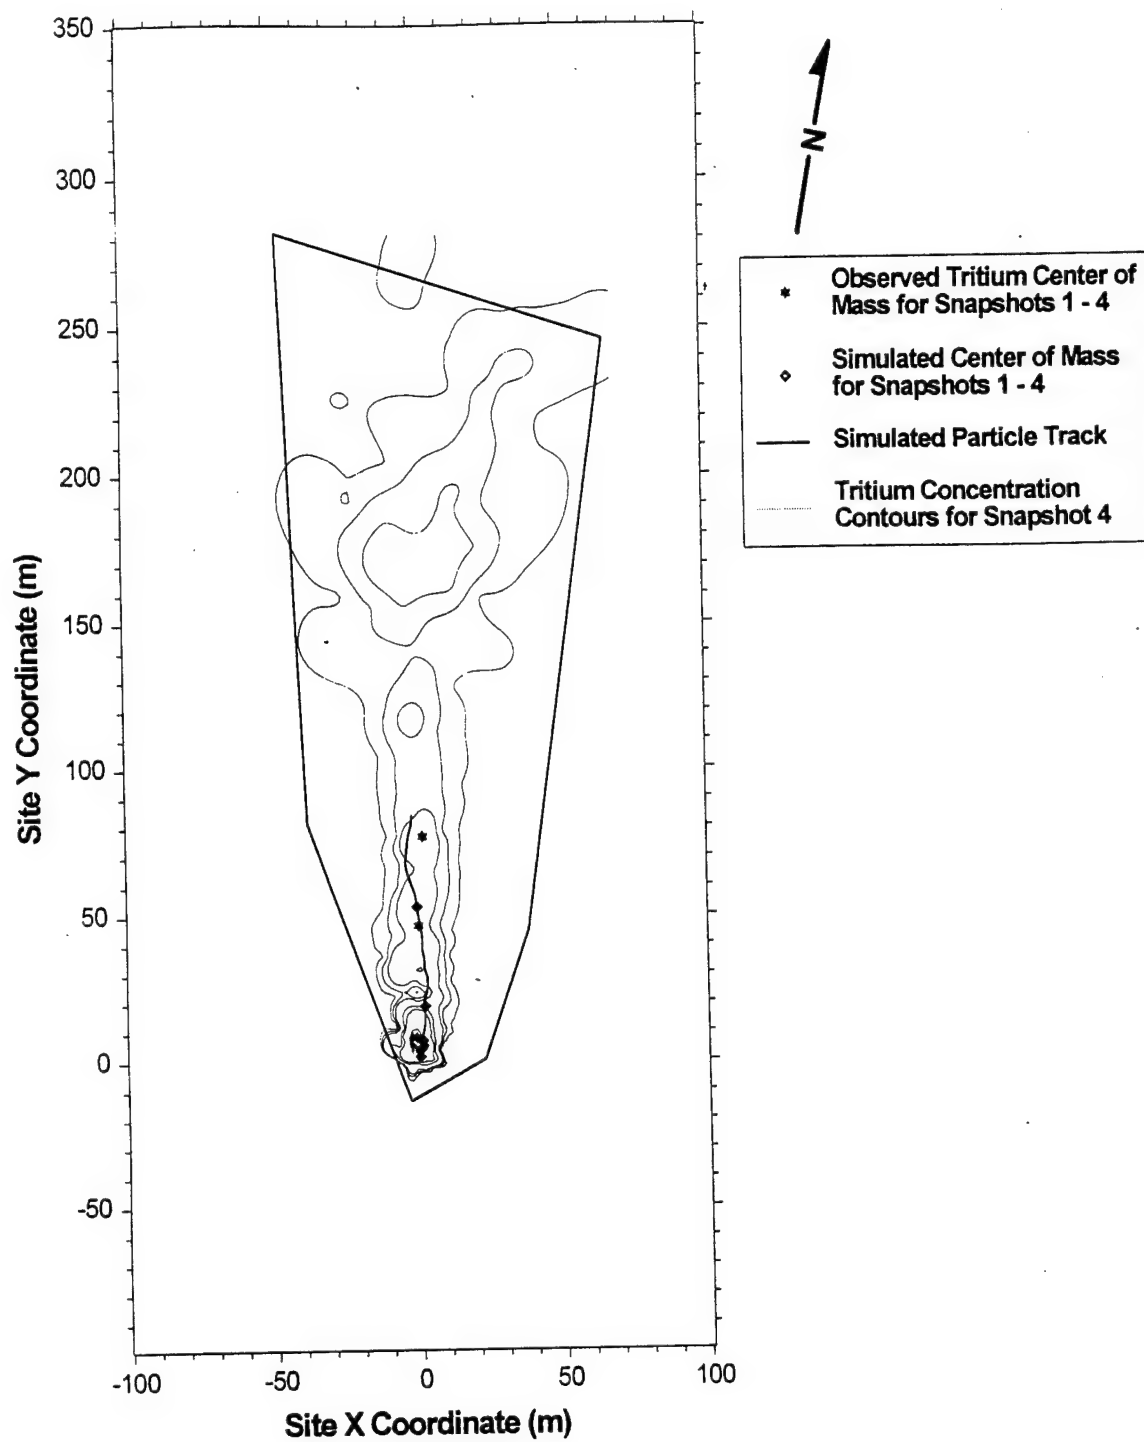 350
300
250
200
150
100
50
0
-50
-100
-50
0
50
100
Site Y Coordinate (m)
Site X Coordinate (m)
N
Observed Tritium Center of
Mass for Snapshots 1 - 4
Simulated Center of Mass
for Snapshots 1 - 4
Simulated Particle Track
Tritium Concentration
Contours for Snapshot 4